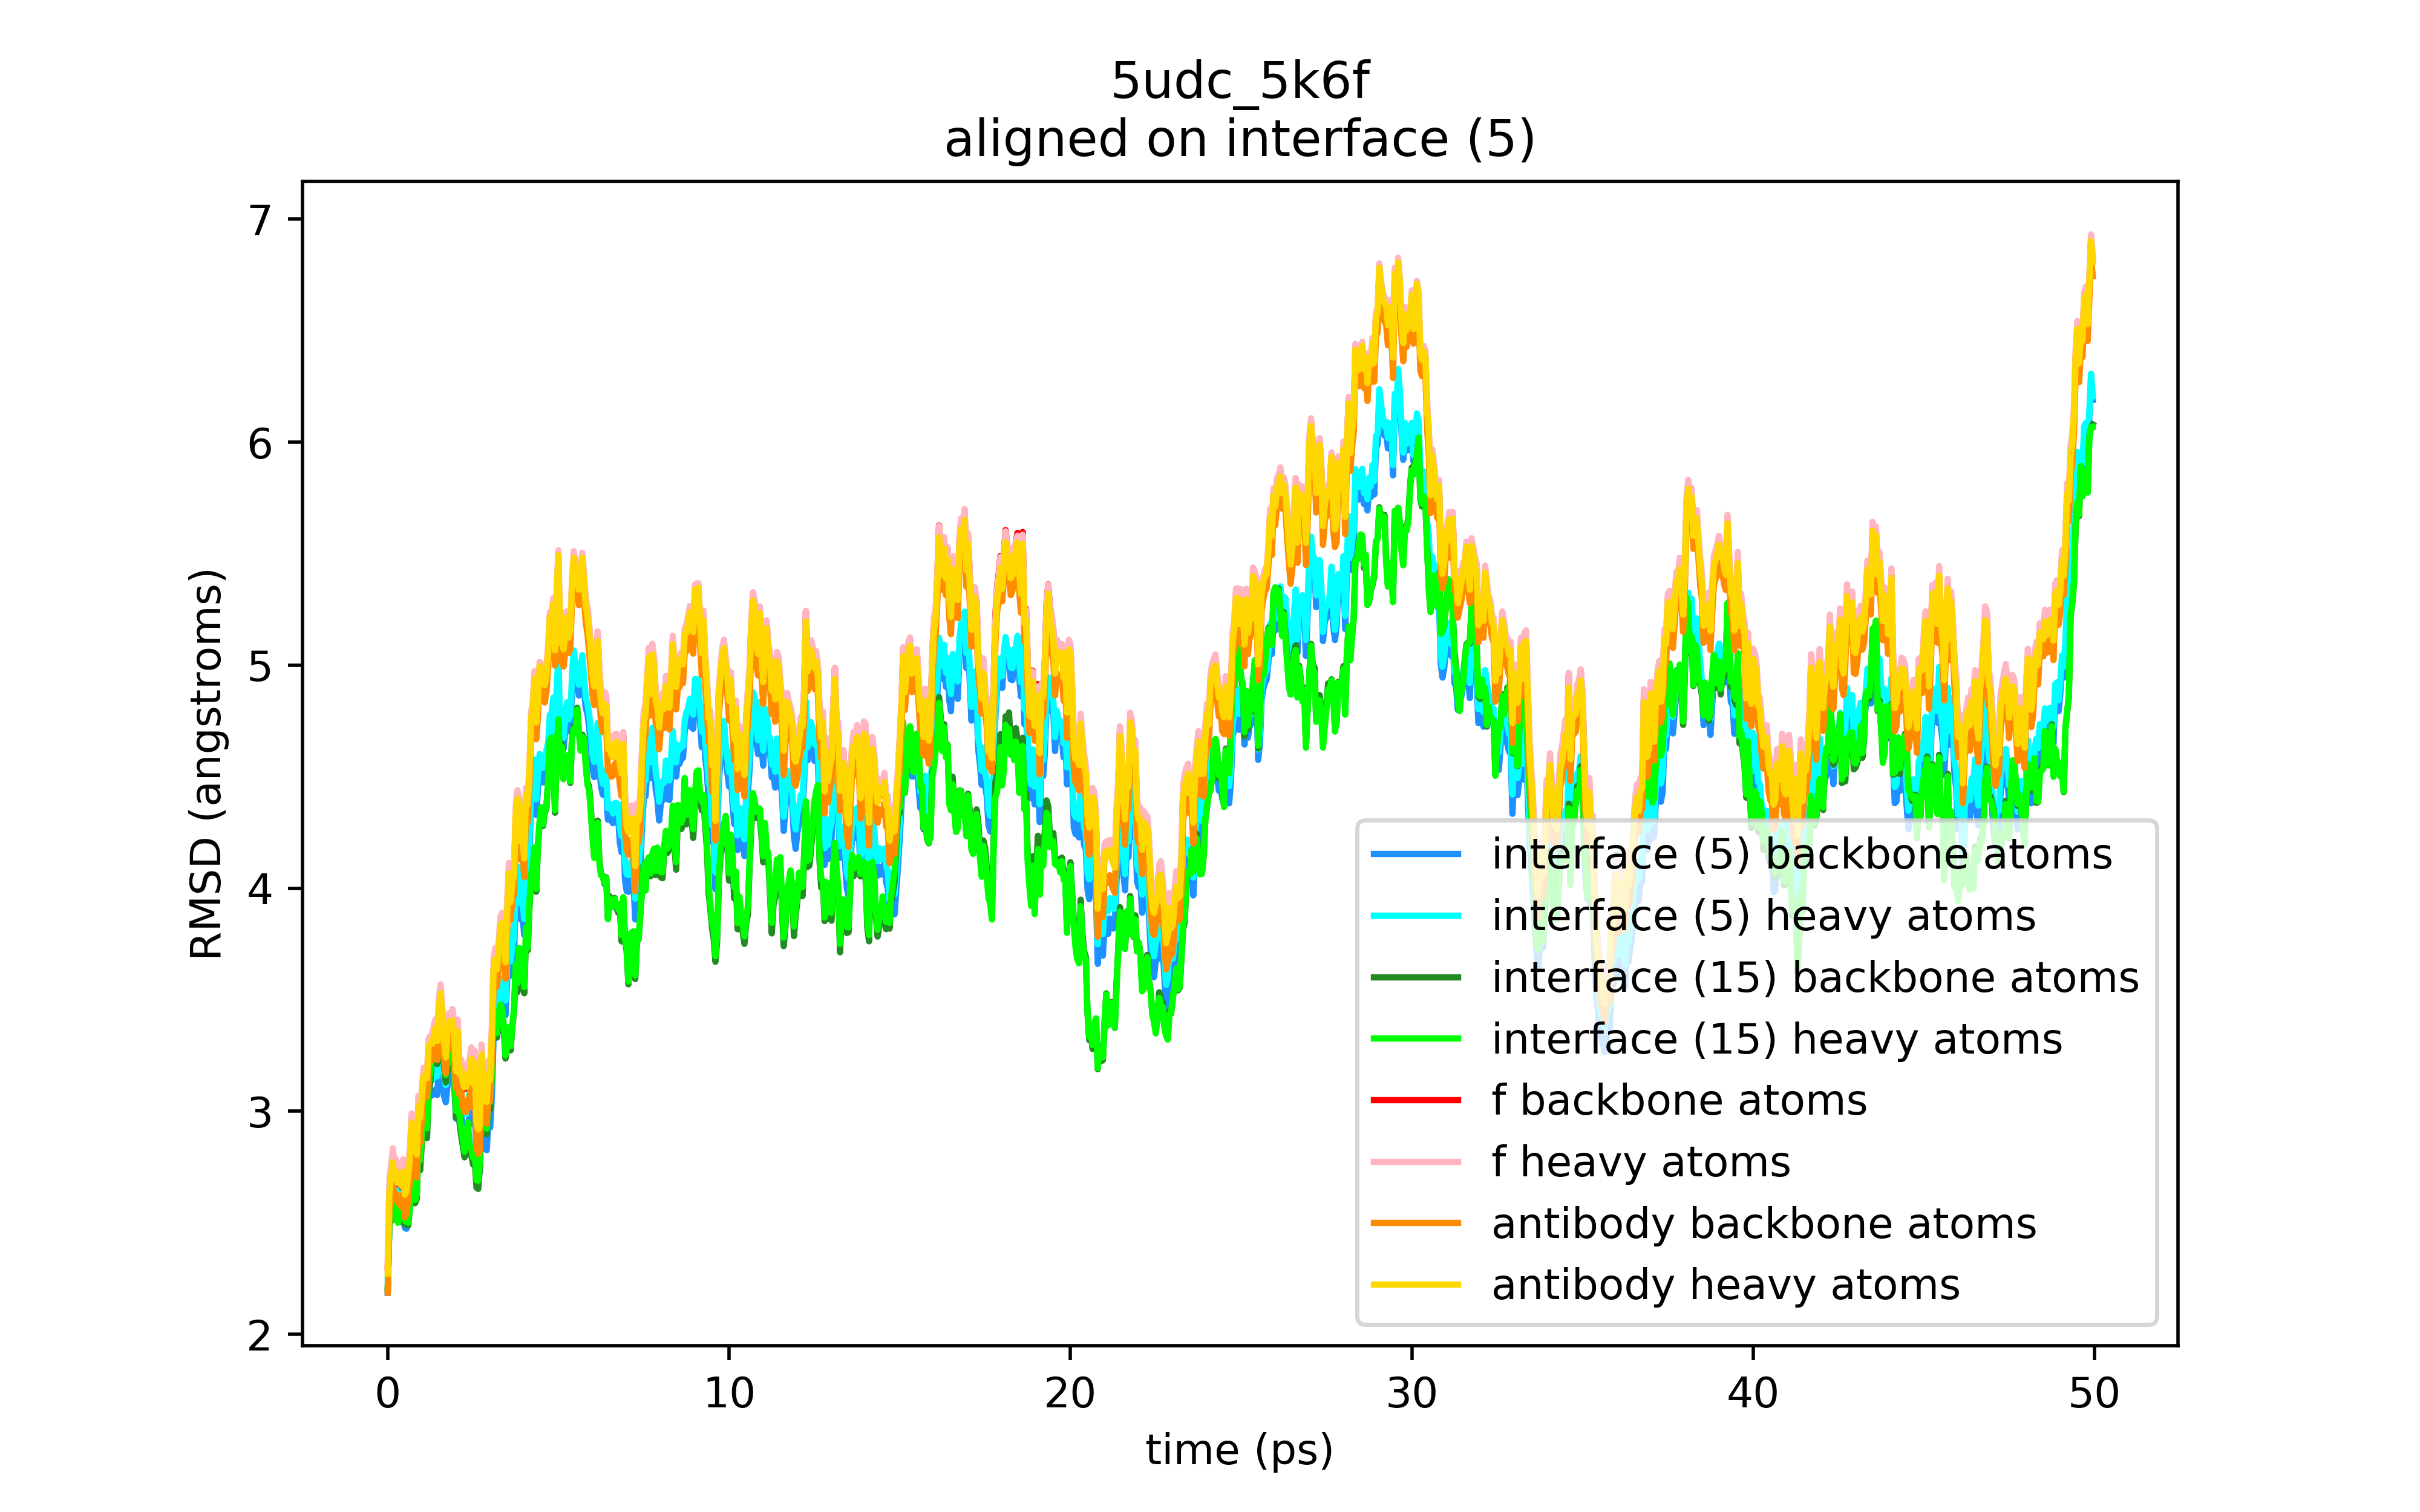 5udc_5k6f
aligned on interface (5)
RMSD (angstroms)
7
6
5
4
3
2
interface (5) backbone atoms
interface (5) heavy atoms
interface (15) backbone atoms
interface (15) heavy atoms
f backbone atoms
f heavy atoms
antibody backbone atoms
antibody heavy atoms
0 10 20 30 40 50
time (ps)